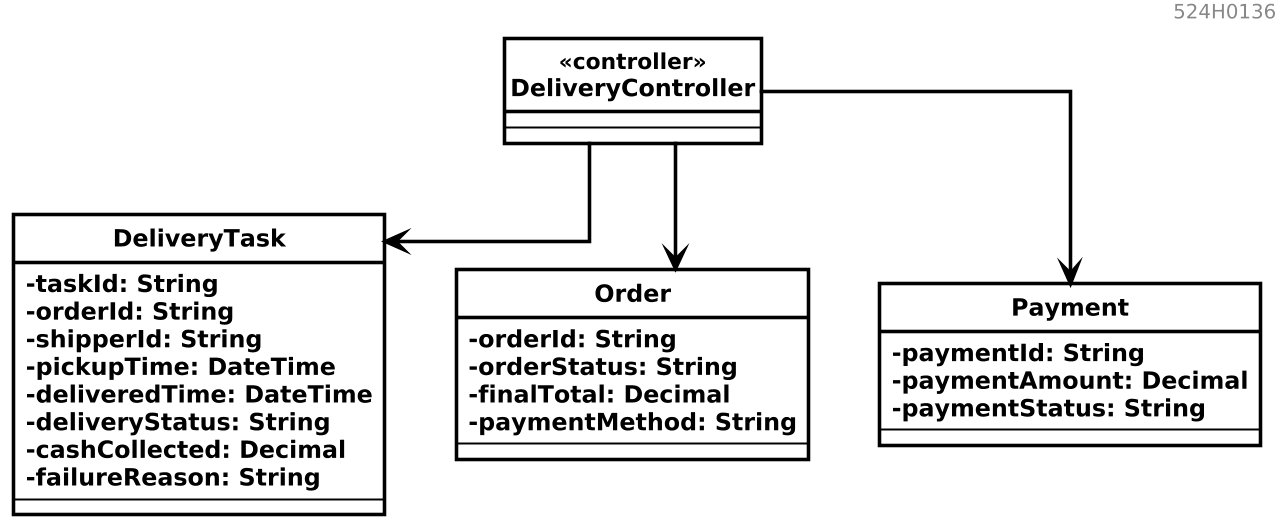 524H0136
«controller»
DeliveryController
DeliveryTask
-taskId: String
-orderId: String
-shipperId: String
-pickupTime: DateTime
-deliveredTime: DateTime
-deliveryStatus: String
-cashCollected: Decimal
-failureReason: String
Order
-orderId: String
-orderStatus: String
-finalTotal: Decimal
-paymentMethod: String
Payment
-paymentId: String
-paymentAmount: Decimal
-paymentStatus: String